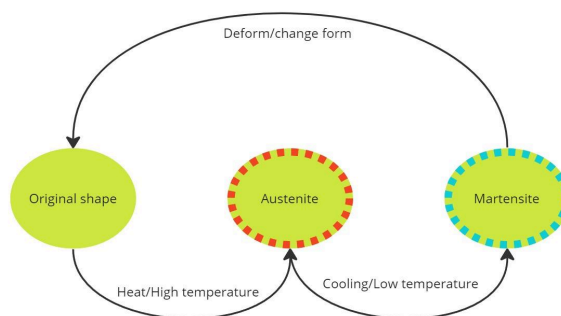 Deform/change form
Original shape
Austenite
Martensite
Heat/High temperature
Cooling/Low temperature